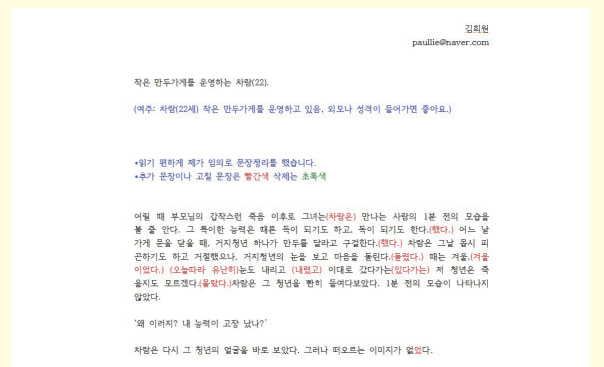 김희원
paullie@naver.com
작은 만두가게를 운영하는 차람(22).
(여주: 차람(22세) 작은 만두가게를 운영하고 있음, 외모나 성격이 들어가면 좋아요.)
•읽기 편하게 제가 임의로 문장정리를 했습니다.
•추가 문장이나 고칠 문장은 빨간색 삭제는 초록색
어릴 때 부모님의 갑작스런 죽음 이후로 그녀는(차람은) 만나는 사람의 1분 전의 모습을
볼 줄 안다. 그 특이한 능력은 때론 득이 되기도 하고, 독이 되기도 한다.(했다.) 어느 날
가게 문을 닫을 때, 거지청년 하나가 만두를 달라고 구걸한다.(했다.) 차람은 그날 몹시 피
곤하기도 하고 거절했으나, 거지청년의 눈을 보고 마음을 돌린다.(돌렸다.) 때는 겨울,(겨울
이었다.) (오늘따라 유난히)눈도 내리고 (내렸고) 이대로 갔다가는(있다가는) 저 청년은 죽
을지도 모르겠다.(몰랐다.)차람은 그 청년을 빤히 들여다보았다. 1분 전의 모습이 나타나지
않았다.
'왜 이러지? 내 능력이 고장 났나?'
차람은 다시 그 청년의 얼굴을 바로 보았다. 그러나 떠오르는 이미지가 없었다.